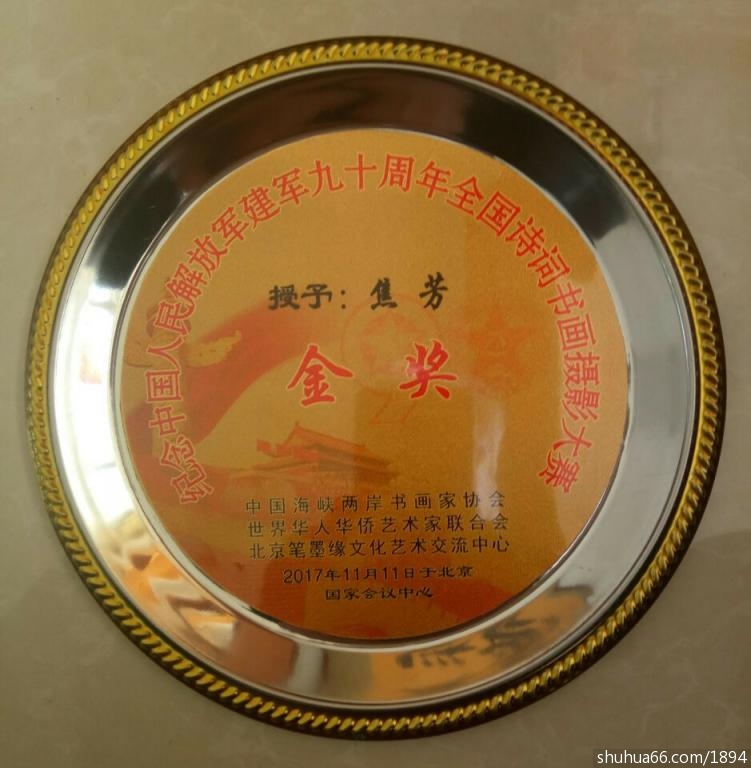 纪念中国人民解放军建军九十周年全国诗词书画摄影大赛
授予：焦芳
金奖
中国海峡两岸书画家协会
世界华人华侨艺术家联合会
北京笔墨缘文化艺术交流中心
2017年11月11日于北京
国家会议中心
shuhua66.com/1894